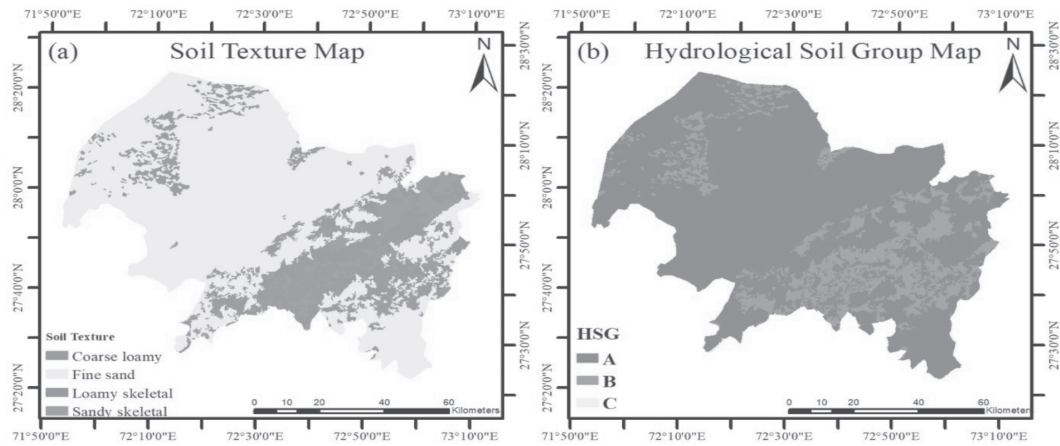 71°50'0"E 72°10'0"E 72°30'0"E 72°50'0"E 73°10'0"E
71°50'0"E 72°10'0"E 72°30'0"E 72°50'0"E 73°10'0"E
(a) Soil Texture Map N
28°20'0"N
28°10'0"N
28°0'0"N
27°40'0"N
27°20'0"N
28°30'0"N
28°10'0"N
27°50'0"N
27°30'0"N
Soil Texture
Coarse loamy
Fine sand
Loamy skeletal
Sandy skeletal
0 10 20 40 60
Kilometers
(b) Hydrological Soil Group Map N
28°20'0"N
28°0'0"N
27°40'0"N
27°20'0"N
28°30'0"N
28°10'0"N
27°50'0"N
27°30'0"N
HSG
A
B
C
0 10 20 40 60
Kilometers
71°50'0"E 72°10'0"E 72°30'0"E 72°50'0"E 73°10'0"E
71°50'0"E 72°10'0"E 72°30'0"E 72°50'0"E 73°10'0"E